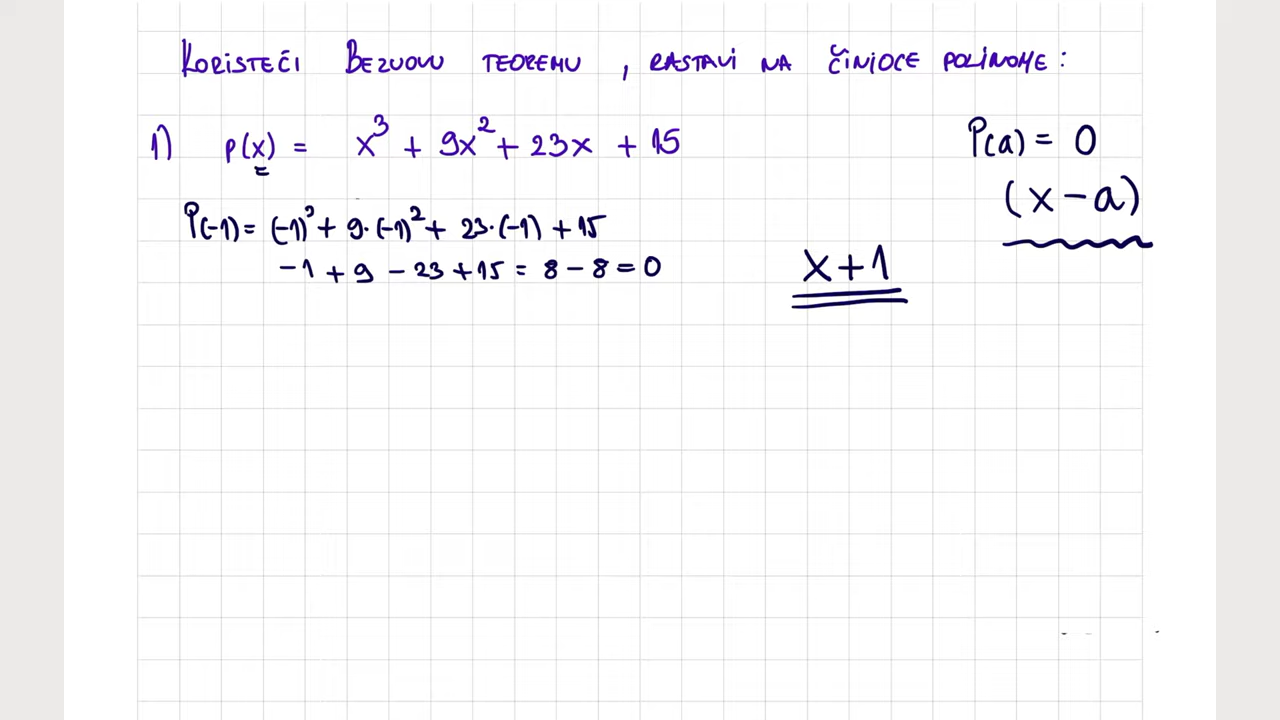 KORISTEĆI BEZUOVU TEOREMU , RASTAVI NA ČINIOCE POLINOME :
1) p(x) = x³ + 9x² + 23x + 15
P(a) = 0
(x - a)
P(-1) = (-1)³ + 9·(-1)² + 23·(-1) + 15
-1 + 9 - 23 + 15 = 8 - 8 = 0
x + 1